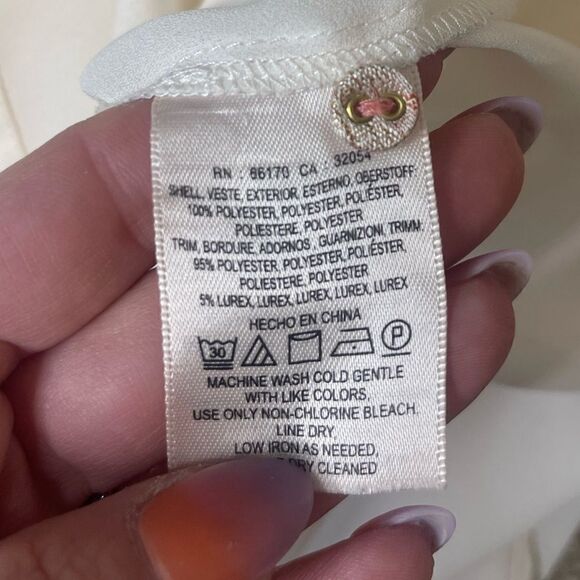 RN : 66170 CA : 32054
SHELL, VESTE, EXTERIOR, ESTERNO, OBERSTOFF
100% POLYESTER, POLYESTER, POLIÉSTER,
POLIESTERE, POLYESTER
TRIM, BORDURE, ADORNOS, GUARNIZIONI, TRIMM
95% POLYESTER, POLYESTER, POLIÉSTER,
POLIESTERE, POLYESTER
5% LUREX, LUREX, LUREX, LUREX, LUREX
HECHO EN CHINA
30 P
MACHINE WASH COLD GENTLE
WITH LIKE COLORS.
USE ONLY NON-CHLORINE BLEACH.
LINE DRY.
LOW IRON AS NEEDED.
DRY CLEANED